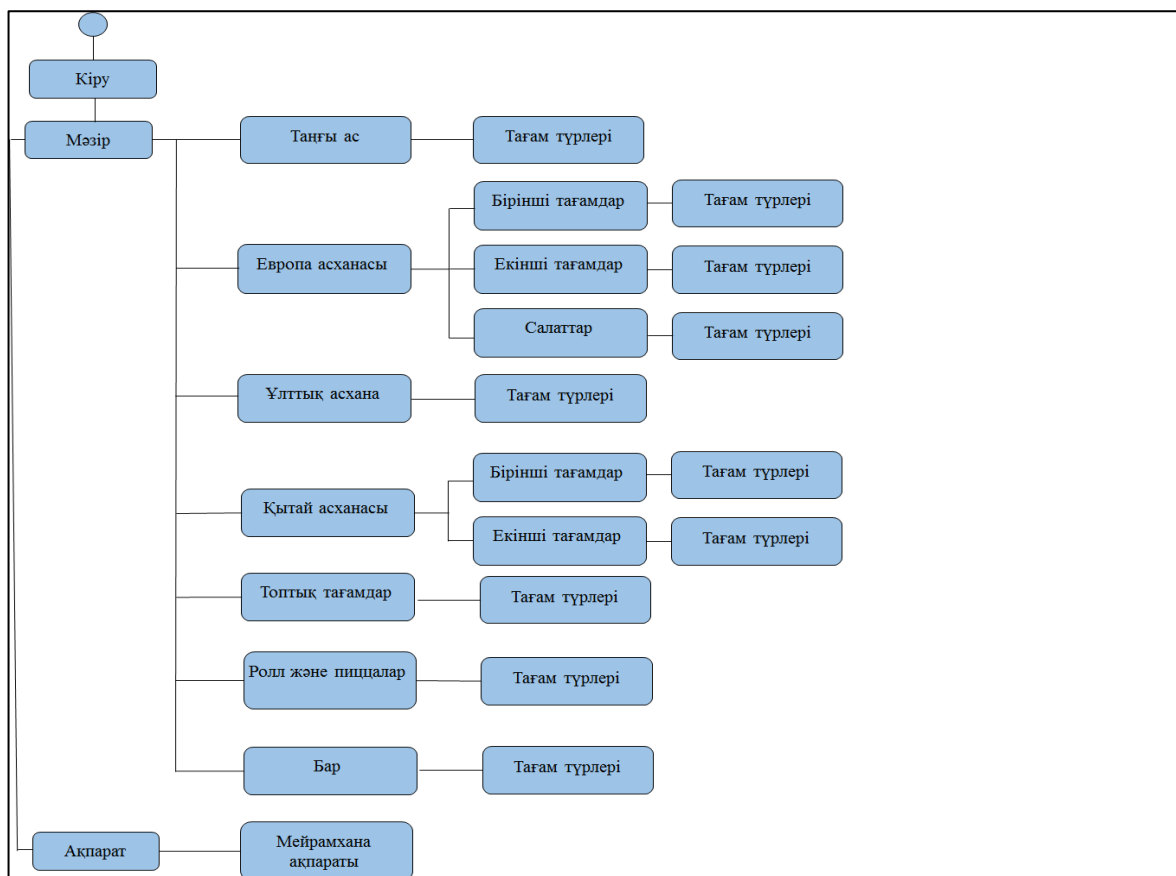 Кіру
Мәзір
Таңғы ас
Тағам түрлері
Бірінші тағамдар
Тағам түрлері
Европа асханасы
Екінші тағамдар
Тағам түрлері
Салаттар
Тағам түрлері
Ұлттық асхана
Тағам түрлері
Бірінші тағамдар
Тағам түрлері
Қытай асханасы
Екінші тағамдар
Тағам түрлері
Топтық тағамдар
Тағам түрлері
Ролл және пиццалар
Тағам түрлері
Бар
Тағам түрлері
Ақпарат
Мейрамхана
ақпараты